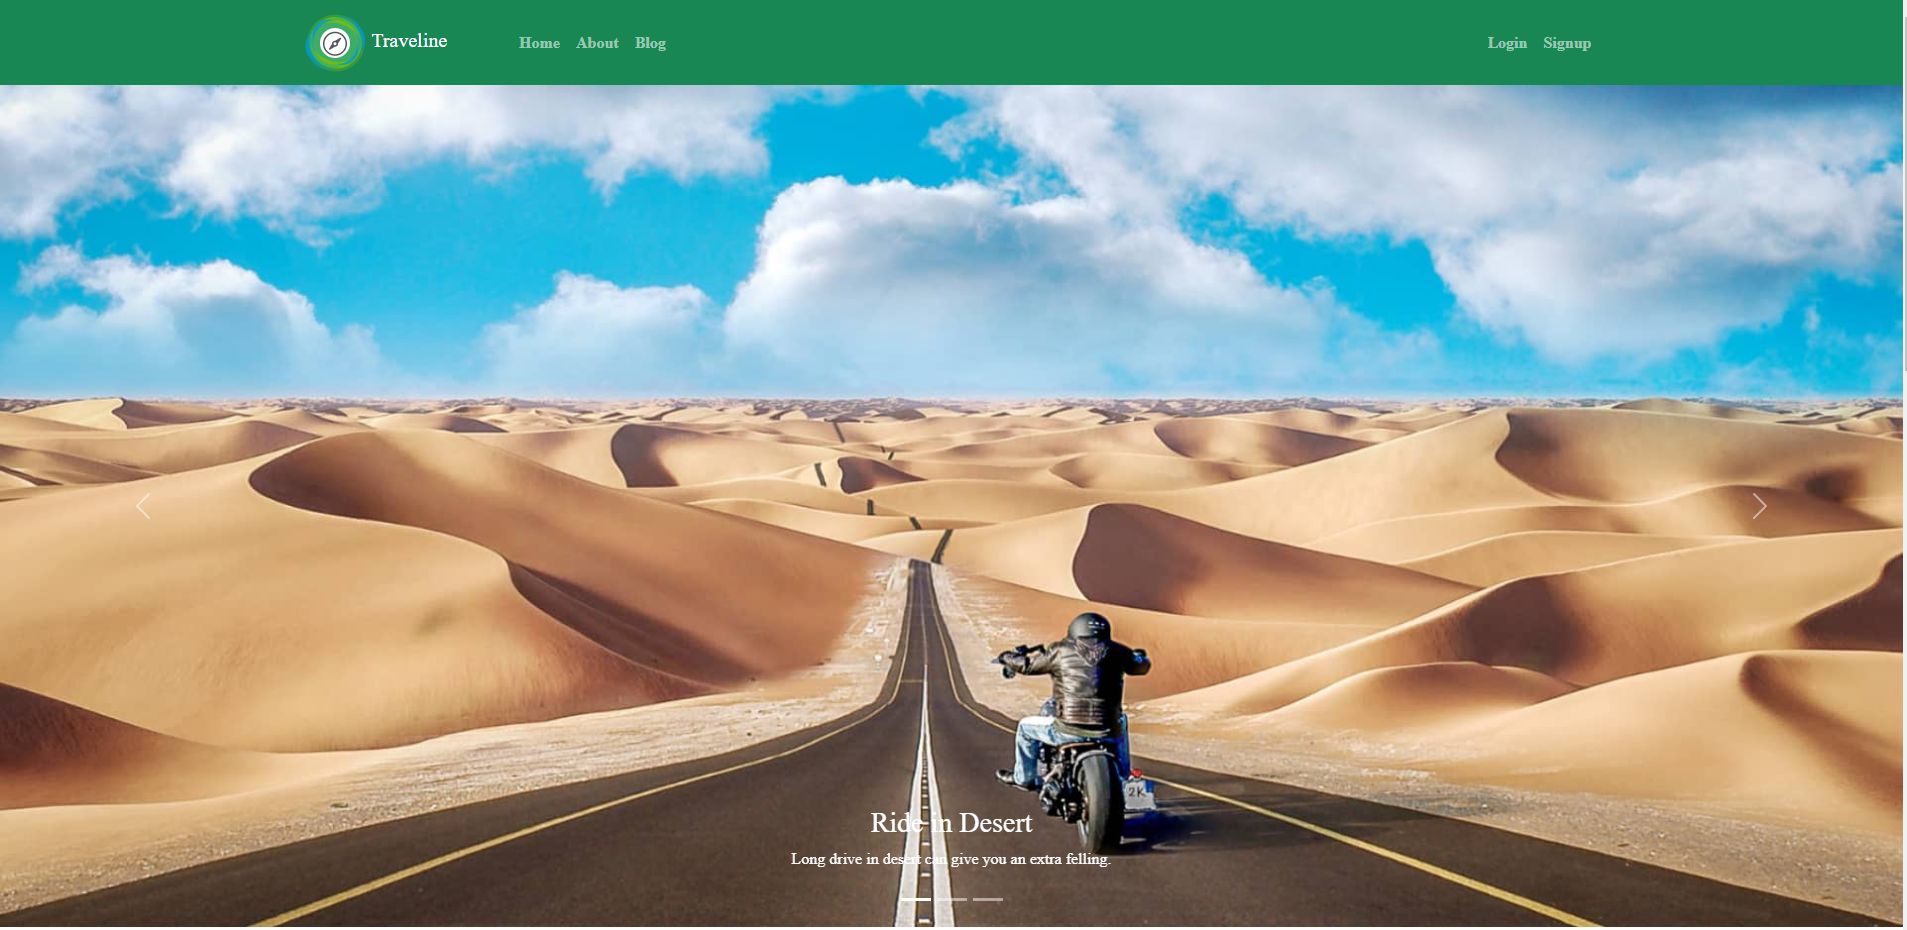 Traveline
Home About Blog
Login Signup
2K
Ride in Desert
Long drive in desert can give you an extra felling.